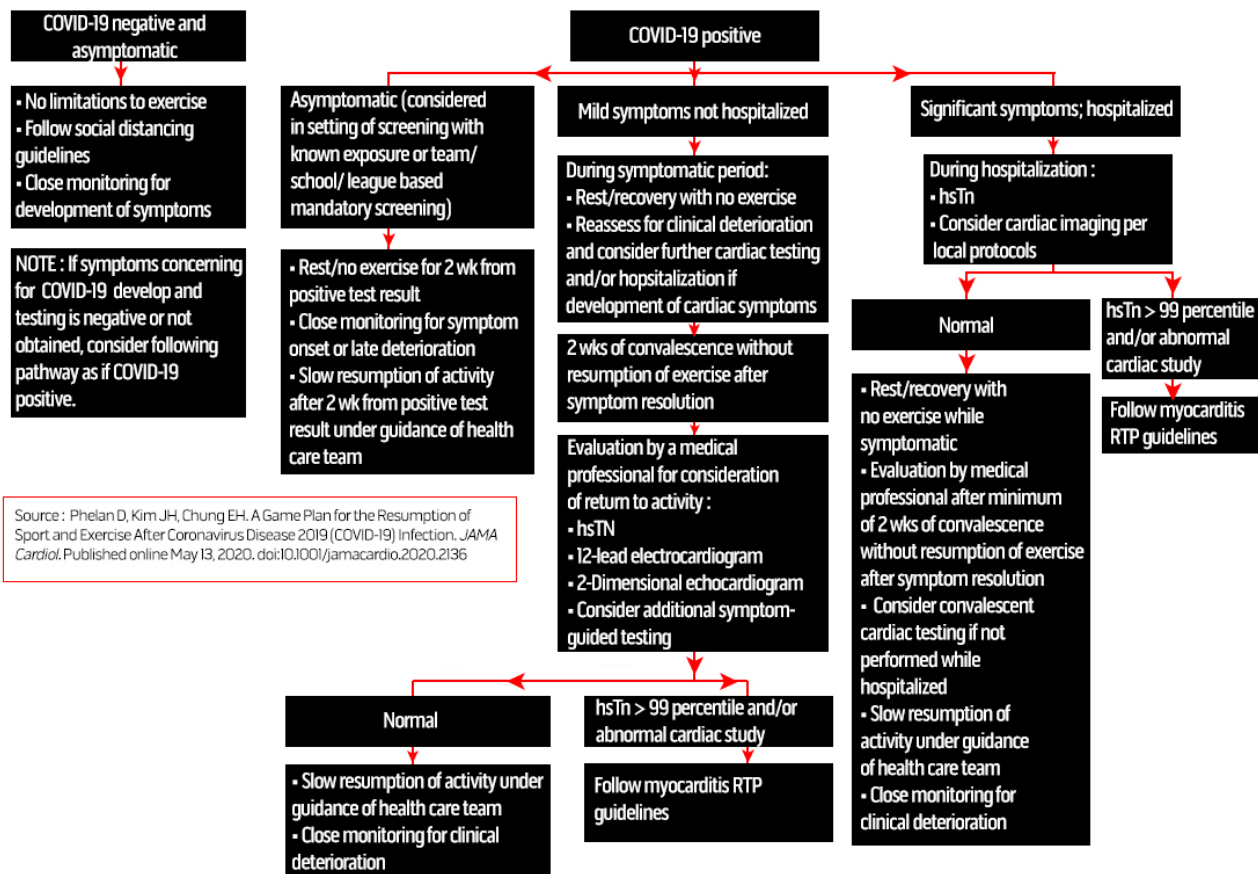 COVID-19 negative and
asymptomatic
▪ No limitations to exercise
▪ Follow social distancing
guidelines
▪ Close monitoring for
development of symptoms
NOTE : If symptoms concerning
for COVID-19 develop and
testing is negative or not
obtained, consider following
pathway as if COVID-19
positive.
COVID-19 positive
Asymptomatic (considered
in setting of screening with
known exposure or team/
school/ league based
mandatory screening)
▪ Rest/no exercise for 2 wk from
positive test result
▪ Close monitoring for symptom
onset or late deterioration
▪ Slow resumption of activity
after 2 wk from positive test
result under guidance of health
care team
Mild symptoms not hospitalized
During symptomatic period:
▪ Rest/recovery with no exercise
▪ Reassess for clinical deterioration
and consider further cardiac testing
and/or hopsitalization if
development of cardiac symptoms
2 wks of convalescence without
resumption of exercise after
symptom resolution
Evaluation by a medical
professional for consideration
of return to activity :
▪ hsTN
▪ 12-lead electrocardiogram
▪ 2-Dimensional echocardiogram
▪ Consider additional symptom-
guided testing
Normal
▪ Slow resumption of activity under
guidance of health care team
▪ Close monitoring for clinical
deterioration
hsTn > 99 percentile and/or
abnormal cardiac study
Follow myocarditis RTP
guidelines
Significant symptoms; hospitalized
During hospitalization :
▪ hsTn
▪ Consider cardiac imaging per
local protocols
Normal
▪ Rest/recovery with
no exercise while
symptomatic
▪ Evaluation by medical
professional after minimum
of 2 wks of convalescence
without resumption of exercise
after symptom resolution
▪ Consider convalescent
cardiac testing if not
performed while
hospitalized
▪ Slow resumption of
activity under guidance
of health care team
▪ Close monitoring for
clinical deterioration
hsTn > 99 percentile
and/or abnormal
cardiac study
Follow myocarditis
RTP guidelines
Source : Phelan D, Kim JH, Chung EH. A Game Plan for the Resumption of
Sport and Exercise After Coronavirus Disease 2019 (COVID-19) Infection. JAMA
Cardiol. Published online May 13, 2020. doi:10.1001/jamacardio.2020.2136